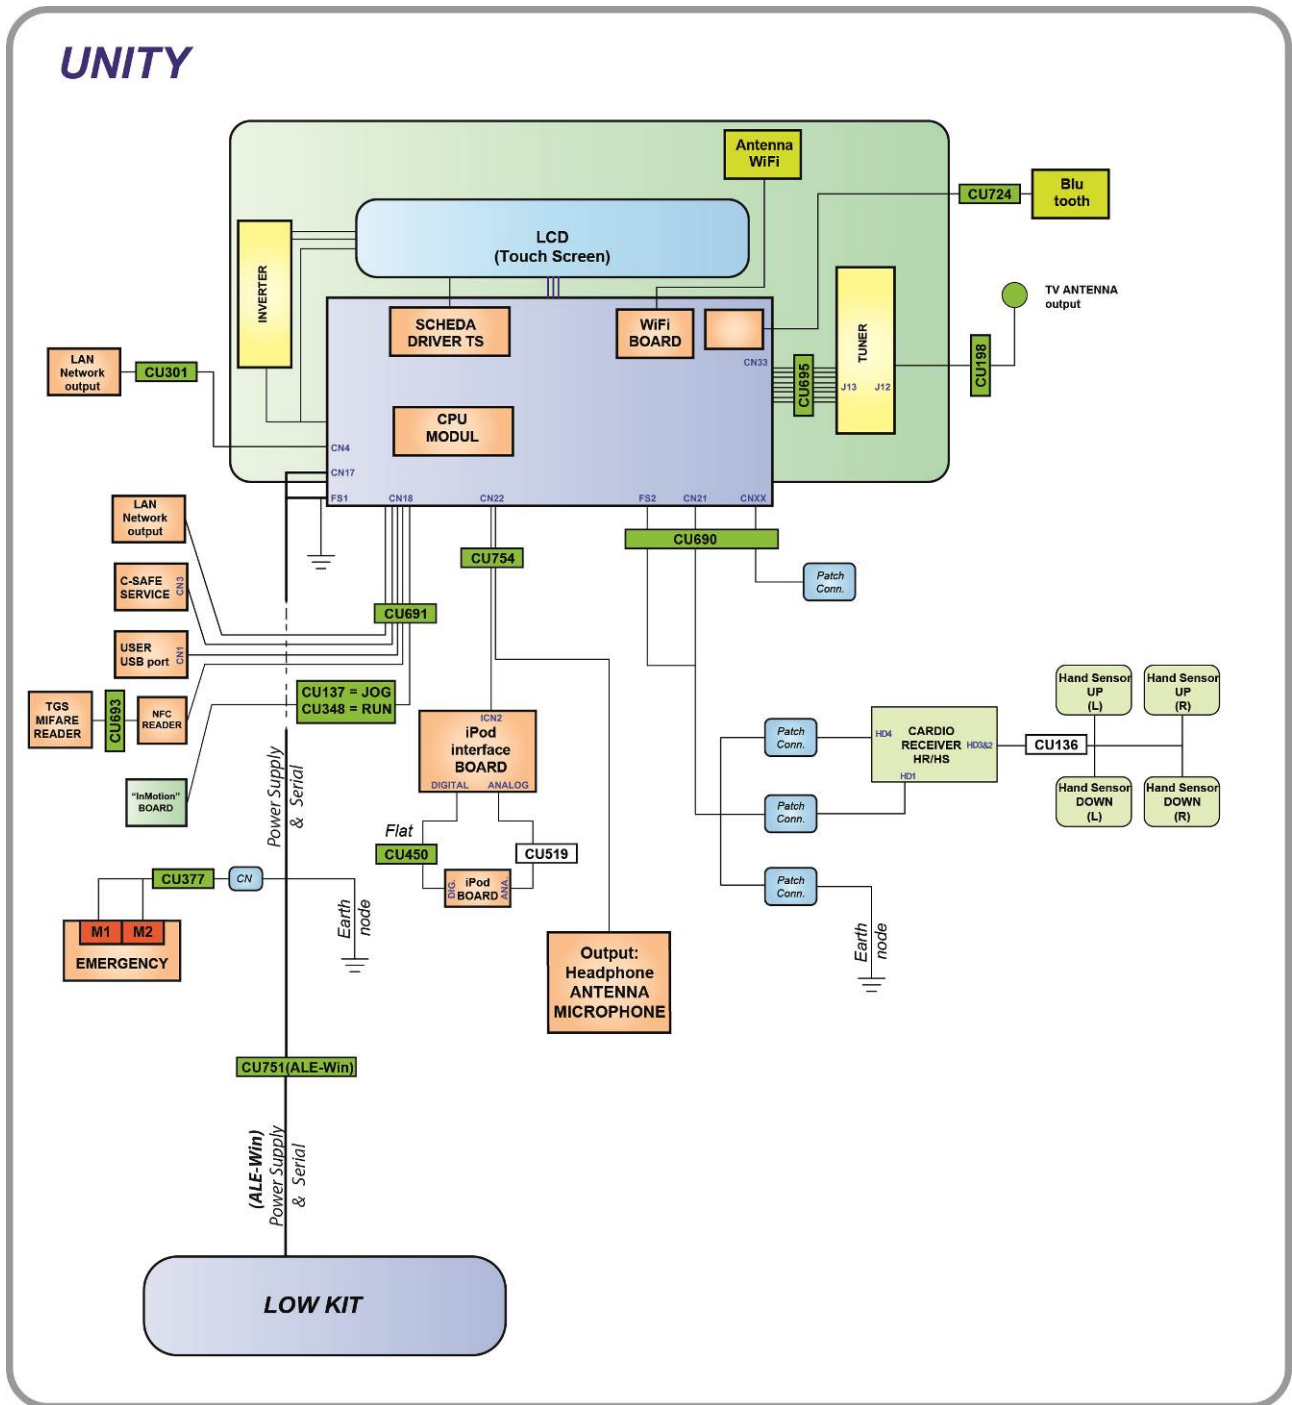 UNITY
Antenna
WiFi
CU724
Blu
tooth
LCD
(Touch Screen)
INVERTER
TV ANTENNA
output
SCHEDA
DRIVER TS
WiFi
BOARD
TUNER
CN33
CU695
J13
J12
CU198
LAN
Network
output
CU301
CPU
MODUL
CN4
CN17
FS1
CN18
CN22
FS2
CN21
CNXX
LAN
Network
output
CU690
CU754
C-SAFE
SERVICE
CN3
Patch
Conn.
CU691
USER
USB port
CN1
CU137 = JOG
CU348 = RUN
TGS
MIFARE
READER
CU693
NFC
READER
ICN2
iPod
interface
BOARD
DIGITAL
ANALOG
Hand Sensor
UP
(L)
Hand Sensor
UP
(R)
Patch
Conn.
HD4
CARDIO
RECEIVER
HR/HS
HD3&2
HD1
CU136
"InMotion"
BOARD
Power Supply
& Serial
Patch
Conn.
Hand Sensor
DOWN
(L)
Hand Sensor
DOWN
(R)
Flat
CU450
CU519
CU377
CN
DIG.
iPod
BOARD
ANA.
Patch
Conn.
M1
M2
EMERGENCY
Earth
node
Output:
Headphone
ANTENNA
MICROPHONE
Earth
node
CU751(ALE-Win)
(ALE-Win)
Power Supply
& Serial
LOW KIT